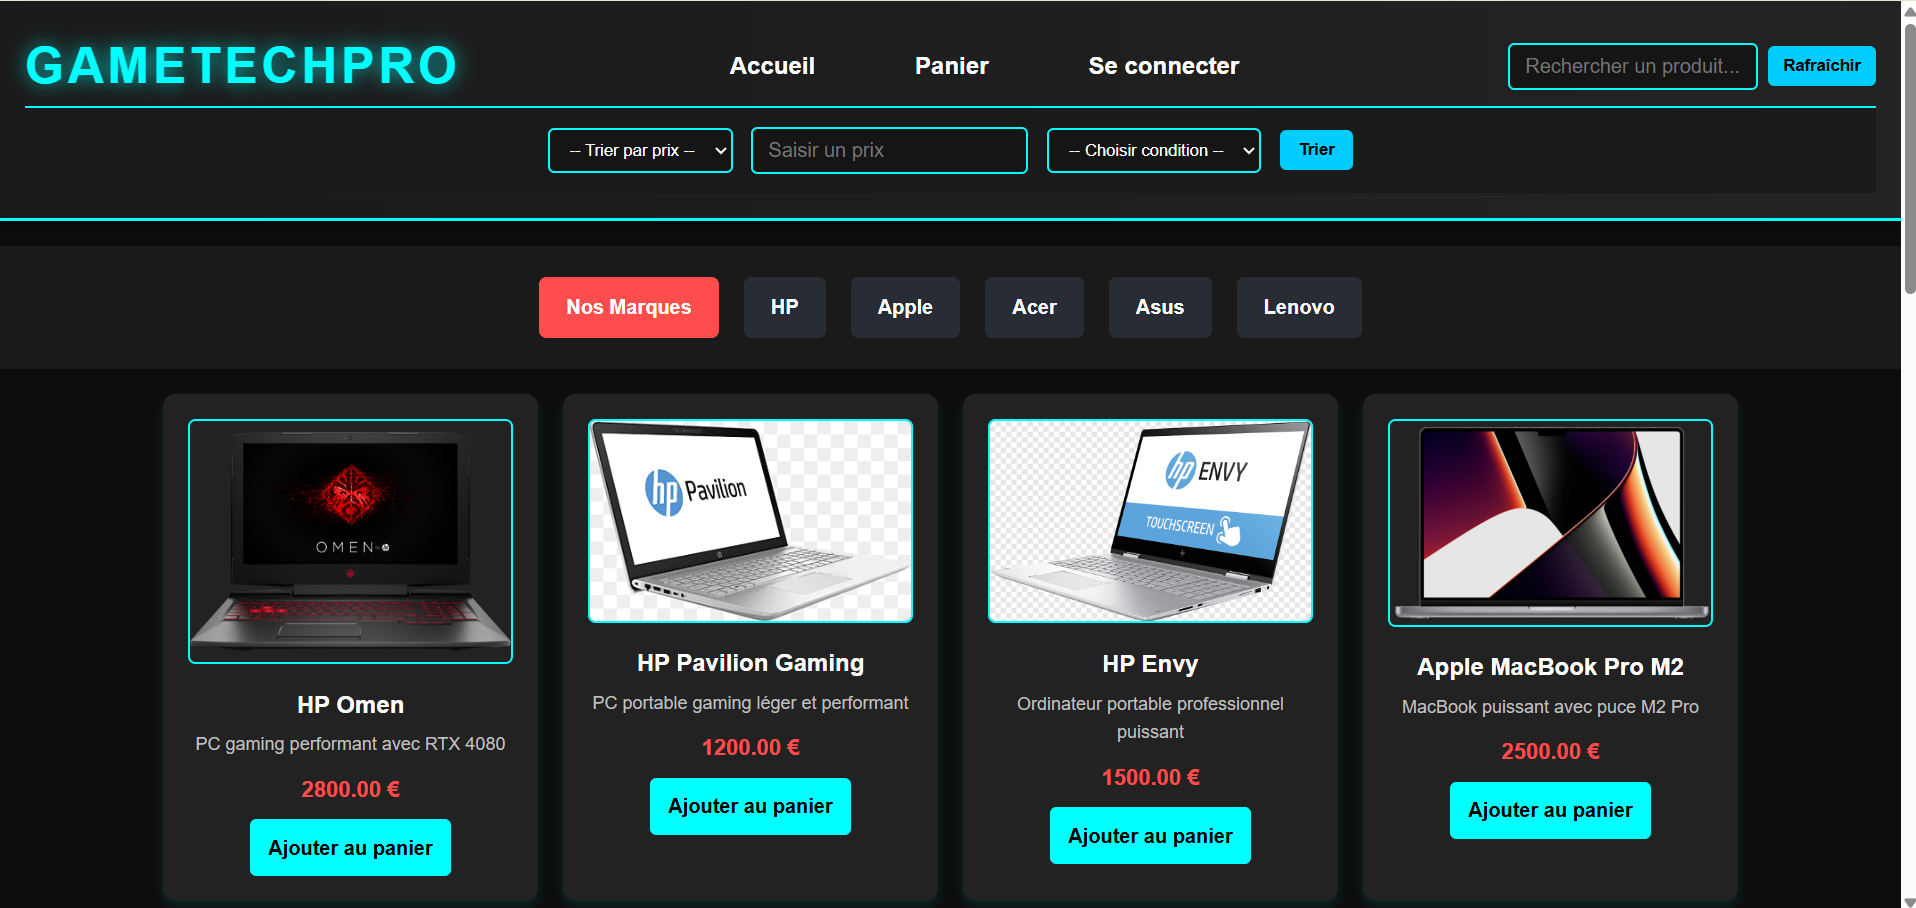 GAMETECHPRO
Accueil
Panier
Se connecter
Rechercher un produit...
Rafraîchir
-- Trier par prix --
Saisir un prix
-- Choisir condition --
Trier
Nos Marques
HP
Apple
Acer
Asus
Lenovo
OMEN by hp
HP Omen
PC gaming performant avec RTX 4080
2800.00 €
Ajouter au panier
hp Pavilion
HP Pavilion Gaming
PC portable gaming léger et performant
1200.00 €
Ajouter au panier
hp ENVY
TOUCHSCREEN
HP Envy
Ordinateur portable professionnel
puissant
1500.00 €
Ajouter au panier
Apple MacBook Pro M2
MacBook puissant avec puce M2 Pro
2500.00 €
Ajouter au panier